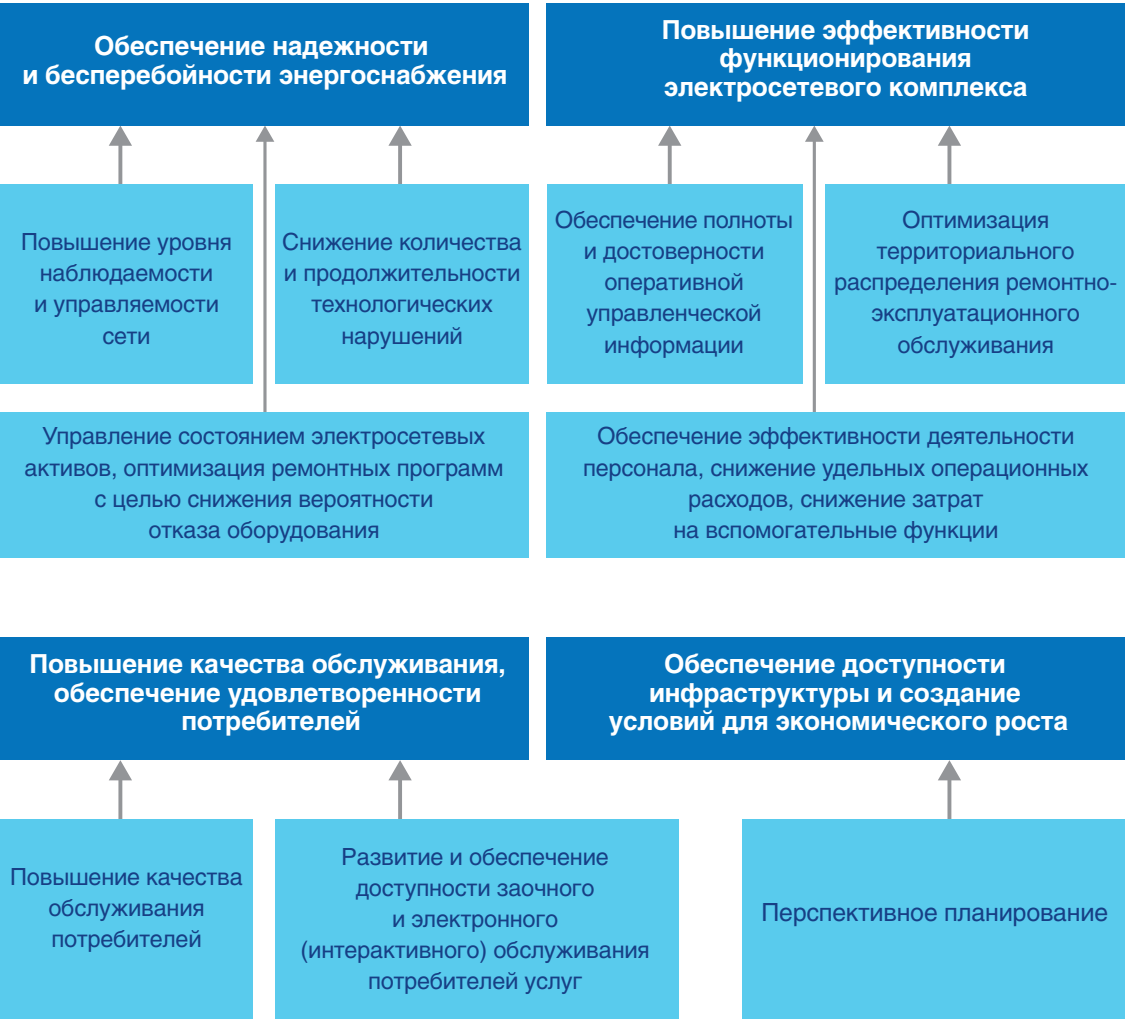 Обеспечение надежности
и бесперебойности энергоснабжения
Повышение эффективности
функционирования
электросетевого комплекса
Повышение уровня
наблюдаемости
и управляемости
сети
Снижение количества
и продолжительности
технологических
нарушений
Обеспечение полноты
и достоверности
оперативной
управленческой
информации
Оптимизация
территориального
распределения ремонтно-
эксплуатационного
обслуживания
Управление состоянием электросетевых
активов, оптимизация ремонтных программ
с целью снижения вероятности
отказа оборудования
Обеспечение эффективности деятельности
персонала, снижение удельных операционных
расходов, снижение затрат
на вспомогательные функции
Повышение качества обслуживания,
обеспечение удовлетворенности
потребителей
Обеспечение доступности
инфраструктуры и создание
условий для экономического роста
Повышение качества
обслуживания
потребителей
Развитие и обеспечение
доступности заочного
и электронного
(интерактивного) обслуживания
потребителей услуг
Перспективное планирование